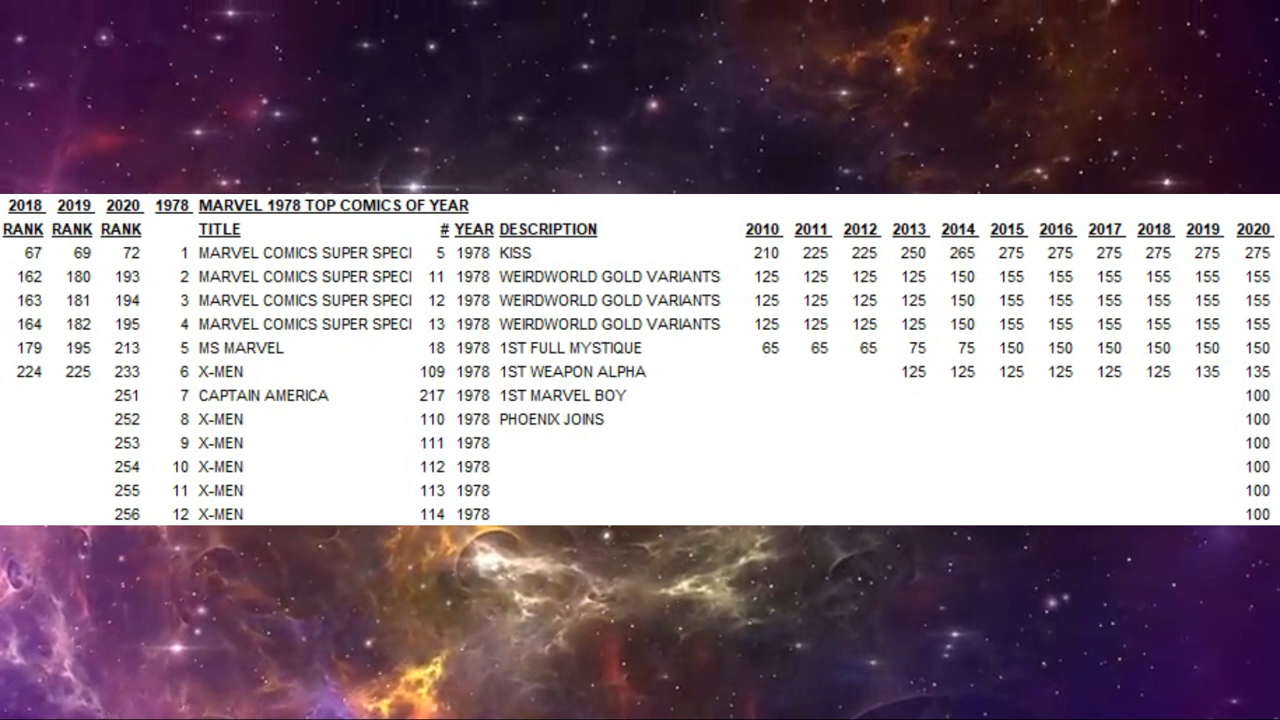 2018 2019 2020 1978 MARVEL 1978 TOP COMICS OF YEAR
RANK RANK RANK TITLE # YEAR DESCRIPTION 2010 2011 2012 2013 2014 2015 2016 2017 2018 2019 2020
67 69 72 1 MARVEL COMICS SUPER SPECI 5 1978 KISS 210 225 225 250 265 275 275 275 275 275 275
162 180 193 2 MARVEL COMICS SUPER SPECI 11 1978 WEIRDWORLD GOLD VARIANTS 125 125 125 125 150 155 155 155 155 155 155
163 181 194 3 MARVEL COMICS SUPER SPECI 12 1978 WEIRDWORLD GOLD VARIANTS 125 125 125 125 150 155 155 155 155 155 155
164 182 195 4 MARVEL COMICS SUPER SPECI 13 1978 WEIRDWORLD GOLD VARIANTS 125 125 125 125 150 155 155 155 155 155 155
179 195 213 5 MS MARVEL 18 1978 1ST FULL MYSTIQUE 65 65 65 75 75 150 150 150 150 150 150
224 225 233 6 X-MEN 109 1978 1ST WEAPON ALPHA 125 125 125 125 125 125 135 135
251 7 CAPTAIN AMERICA 217 1978 1ST MARVEL BOY 100
252 8 X-MEN 110 1978 PHOENIX JOINS 100
253 9 X-MEN 111 1978 100
254 10 X-MEN 112 1978 100
255 11 X-MEN 113 1978 100
256 12 X-MEN 114 1978 100